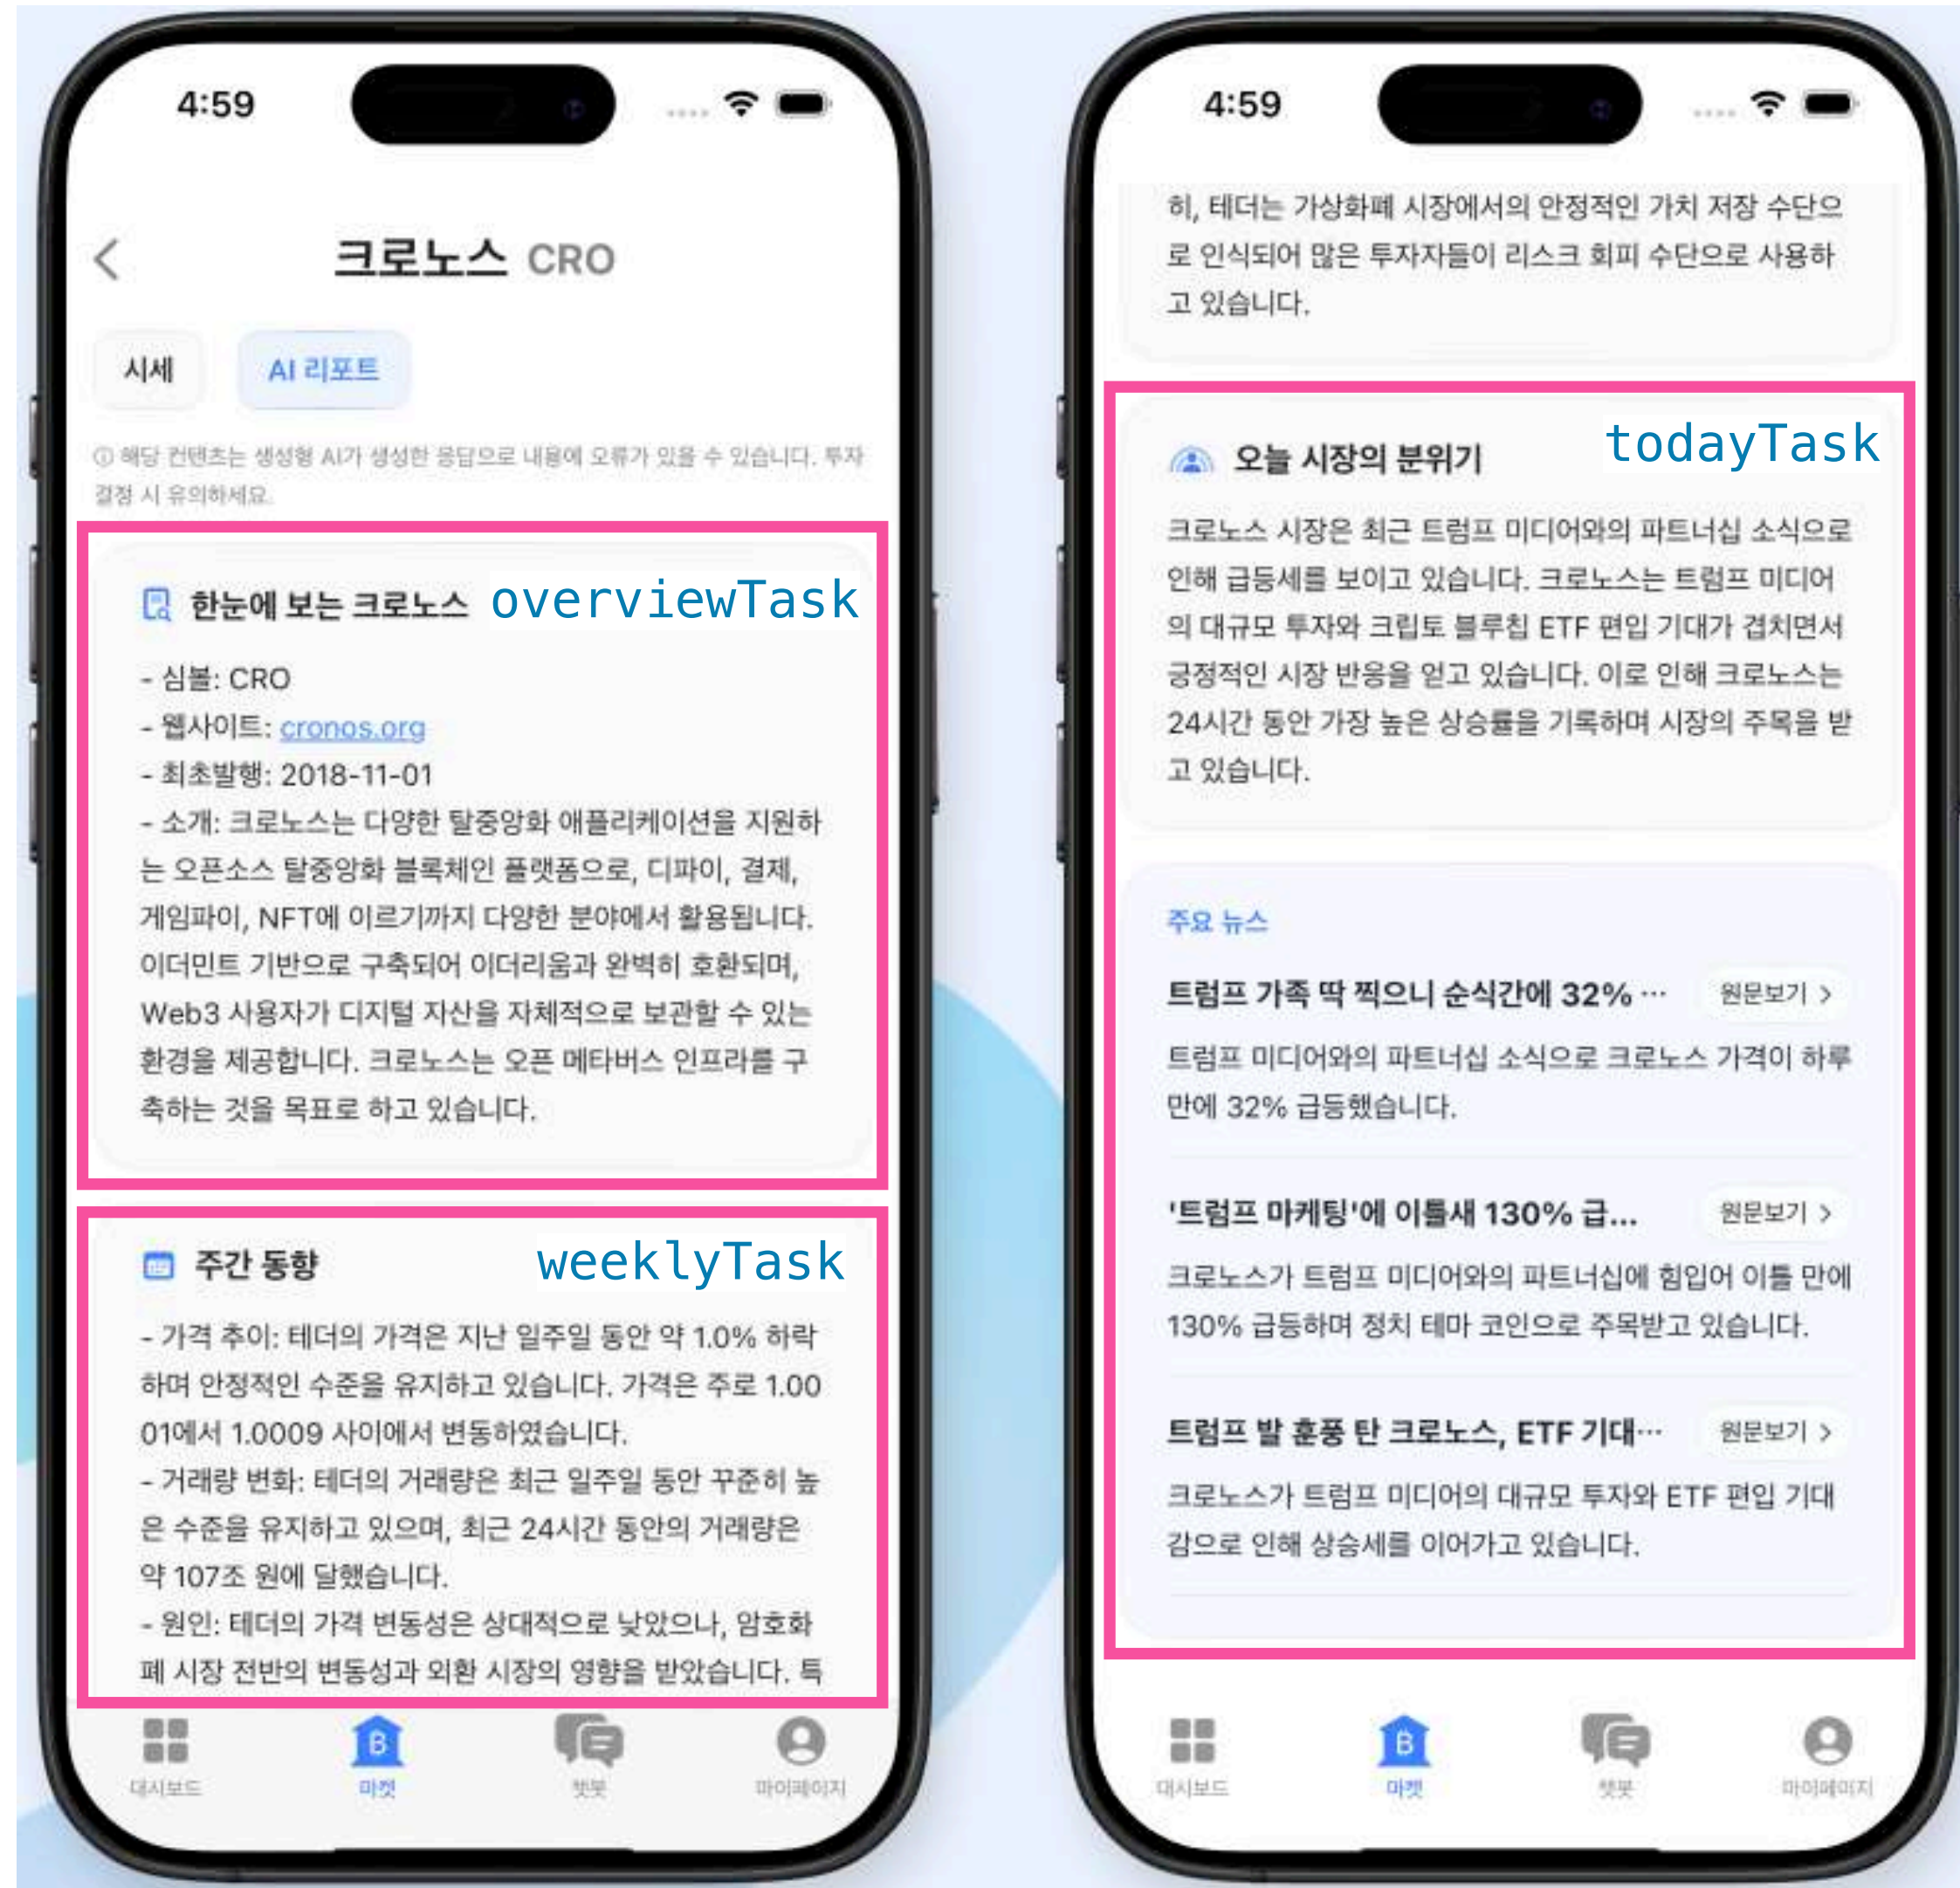 4:59
크로노스 CRO
시세
AI 리포트
ⓘ 해당 컨텐츠는 생성형 AI가 생성한 응답으로 내용에 오류가 있을 수 있습니다. 투자
결정 시 유의하세요.
한눈에 보는 크로노스 overviewTask
- 심볼: CRO
- 웹사이트: cronos.org
- 최초발행: 2018-11-01
- 소개: 크로노스는 다양한 탈중앙화 애플리케이션을 지원하
는 오픈소스 탈중앙화 블록체인 플랫폼으로, 디파이, 결제,
게임파이, NFT에 이르기까지 다양한 분야에서 활용됩니다.
이더민트 기반으로 구축되어 이더리움과 완벽히 호환되며,
Web3 사용자가 디지털 자산을 자체적으로 보관할 수 있는
환경을 제공합니다. 크로노스는 오픈 메타버스 인프라를 구
축하는 것을 목표로 하고 있습니다.
주간 동향 weeklyTask
- 가격 추이: 테더의 가격은 지난 일주일 동안 약 1.0% 하락
하며 안정적인 수준을 유지하고 있습니다. 가격은 주로 1.00
01에서 1.0009 사이에서 변동하였습니다.
- 거래량 변화: 테더의 거래량은 최근 일주일 동안 꾸준히 높
은 수준을 유지하고 있으며, 최근 24시간 동안의 거래량은
약 107조 원에 달했습니다.
- 원인: 테더의 가격 변동성은 상대적으로 낮았으나, 암호화
폐 시장 전반의 변동성과 외환 시장의 영향을 받았습니다. 특
대시보드
마켓
챗봇
마이페이지
4:59
히, 테더는 가상화폐 시장에서의 안정적인 가치 저장 수단으
로 인식되어 많은 투자자들이 리스크 회피 수단으로 사용하
고 있습니다.
오늘 시장의 분위기 todayTask
크로노스 시장은 최근 트럼프 미디어와의 파트너십 소식으로
인해 급등세를 보이고 있습니다. 크로노스는 트럼프 미디어
의 대규모 투자와 크립토 블루칩 ETF 편입 기대가 겹치면서
긍정적인 시장 반응을 얻고 있습니다. 이로 인해 크로노스는
24시간 동안 가장 높은 상승률을 기록하며 시장의 주목을 받
고 있습니다.
주요 뉴스
트럼프 가족 딱 찍으니 순식간에 32% … 원문보기 >
트럼프 미디어와의 파트너십 소식으로 크로노스 가격이 하루
만에 32% 급등했습니다.
'트럼프 마케팅'에 이틀새 130% 급... 원문보기 >
크로노스가 트럼프 미디어와의 파트너십에 힘입어 이틀 만에
130% 급등하며 정치 테마 코인으로 주목받고 있습니다.
트럼프 발 훈풍 탄 크로노스, ETF 기대… 원문보기 >
크로노스가 트럼프 미디어의 대규모 투자와 ETF 편입 기대
감으로 인해 상승세를 이어가고 있습니다.
대시보드
마켓
챗봇
마이페이지